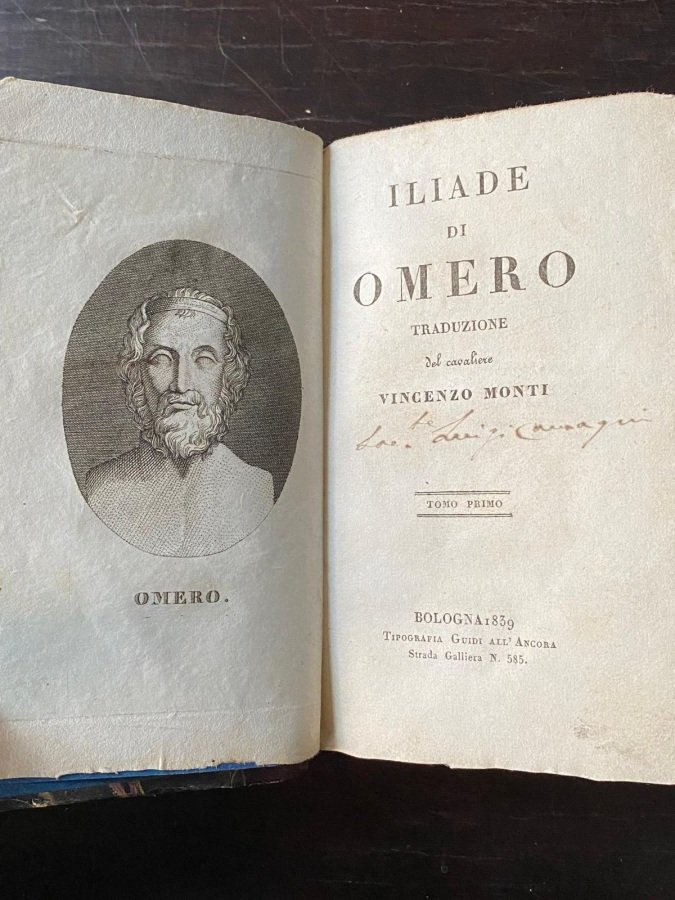 OMERO.
ILIADE
DI
OMERO
TRADUZIONE
del cavaliere
VINCENZO MONTI
Luigi
TOMO PRIMO
BOLOGNA 1839
TIPOGRAFIA GUIDI ALL' ANCORA
Strada Galliera N. 585.